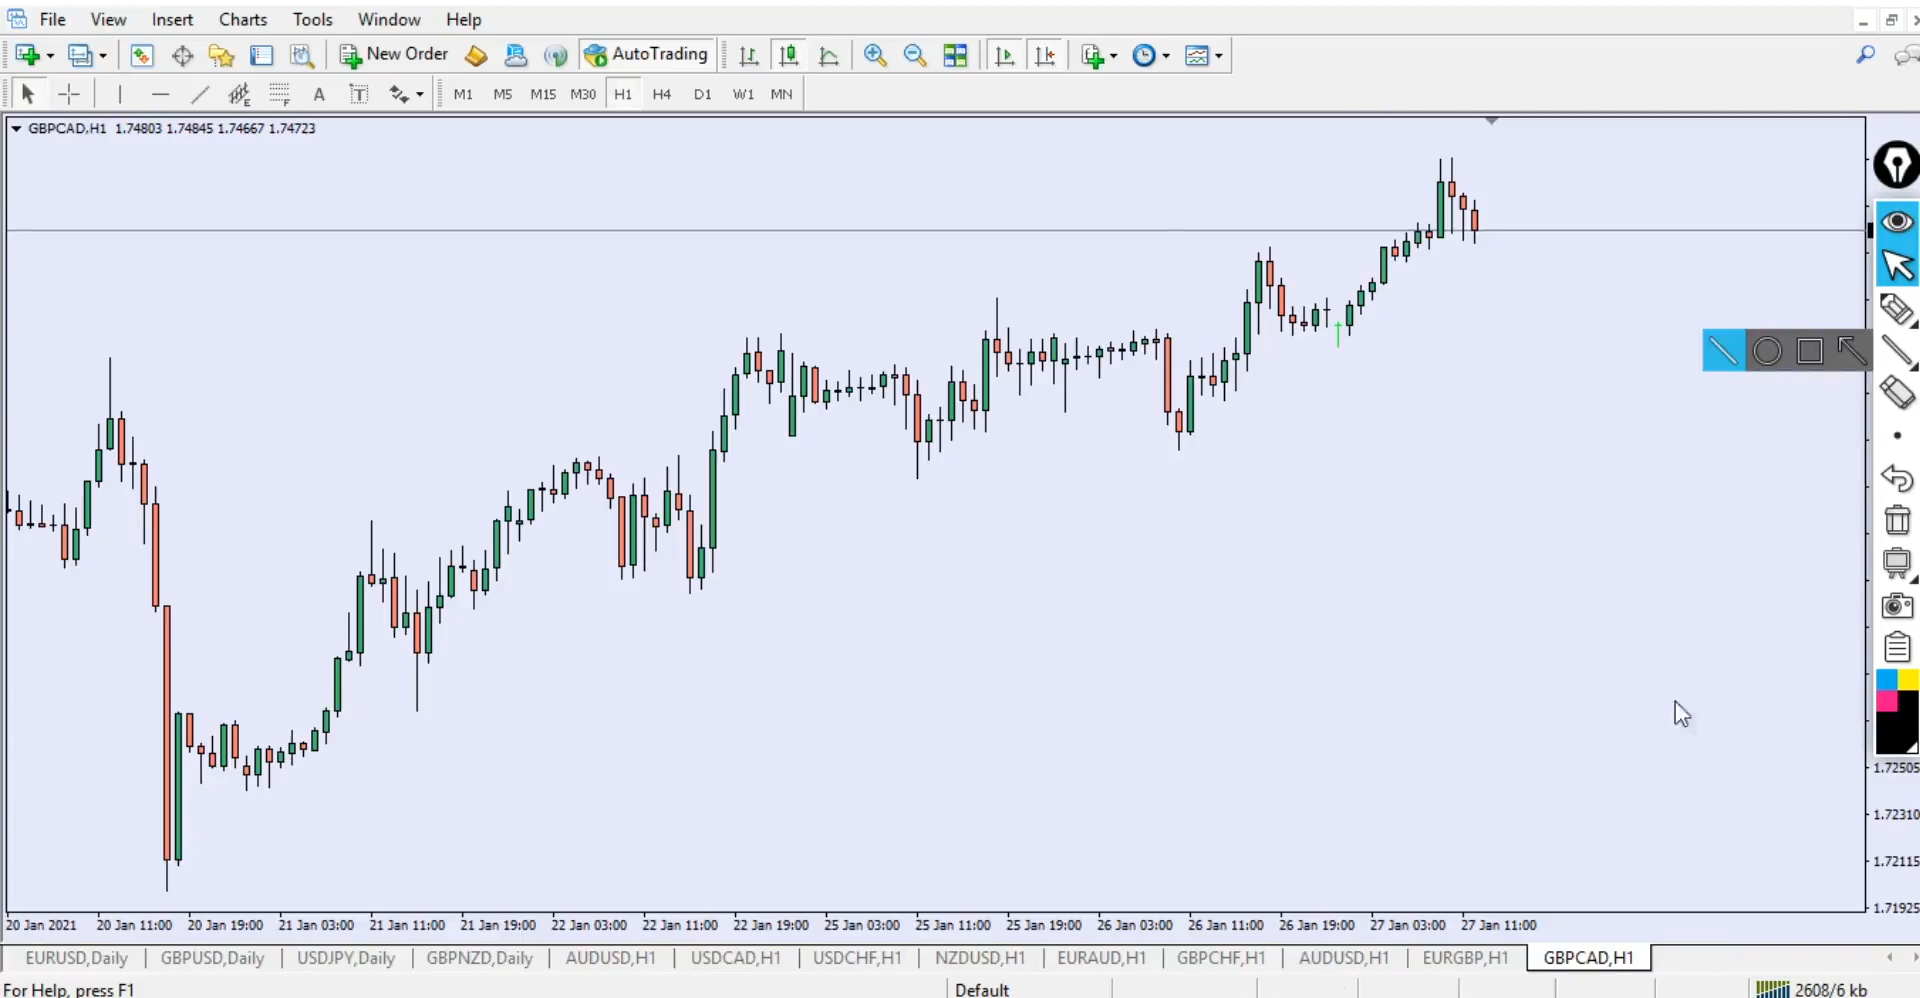 File View Insert Charts Tools Window Help
New Order AutoTrading
A T M1 M5 M15 M30 H1 H4 D1 W1 MN
GBPCAD,H1 1.74803 1.74845 1.74667 1.74723
1.72505
1.72310
1.72115
1.71925
20 Jan 2021 20 Jan 11:00 20 Jan 19:00 21 Jan 03:00 21 Jan 11:00 21 Jan 19:00 22 Jan 03:00 22 Jan 11:00 22 Jan 19:00 25 Jan 03:00 25 Jan 11:00 25 Jan 19:00 26 Jan 03:00 26 Jan 11:00 26 Jan 19:00 27 Jan 03:00 27 Jan 11:00
EURUSD,Daily GBPUSD,Daily USDJPY,Daily GBPNZD,Daily AUDUSD,H1 USDCAD,H1 USDCHF,H1 NZDUSD,H1 EURAUD,H1 GBPCHF,H1 AUDUSD,H1 EURGBP,H1 GBPCAD,H1
For Help, press F1 Default 2608/6 kb